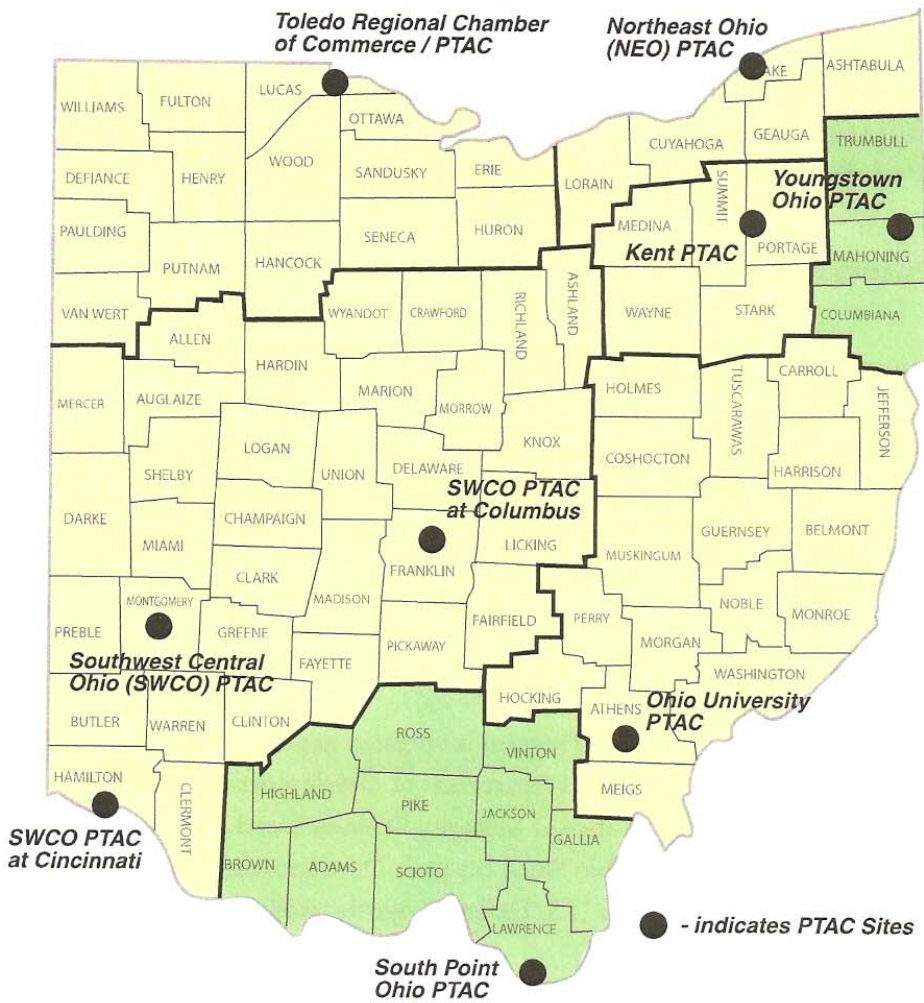 Toledo Regional Chamber
of Commerce / PTAC
Northeast Ohio
(NEO) PTAC
WILLIAMS
FULTON
LUCAS
OTTAWA
AKE
ASHTABULA
CUYAHOGA
GEAUGA
TRUMBULL
DEFIANCE
HENRY
WOOD
SANDUSKY
ERIE
LORAIN
MEDINA
SUMMIT
Youngstown
Ohio PTAC
PAULDING
PUTNAM
HANCOCK
SENECA
HURON
Kent PTAC
PORTAGE
MAHONING
VAN WERT
ALLEN
WYANDOT
CRAWFORD
RICHLAND
ASHLAND
WAYNE
STARK
COLUMBIANA
MERCER
AUGLAIZE
HARDIN
MARION
MORROW
HOLMES
TUSCARAWAS
CARROLL
JEFFERSON
SHELBY
LOGAN
UNION
DELAWARE
KNOX
COSHOCTON
HARRISON
SWCO PTAC
at Columbus
DARKE
MIAMI
CHAMPAIGN
FRANKLIN
LICKING
MUSKINGUM
GUERNSEY
BELMONT
CLARK
MADISON
MONTGOMERY
PREBLE
GREENE
FAYETTE
PICKAWAY
FAIRFIELD
PERRY
MORGAN
NOBLE
MONROE
Southwest Central
Ohio (SWCO) PTAC
WASHINGTON
HOCKING
ATHENS
Ohio University
PTAC
BUTLER
WARREN
CLINTON
ROSS
VINTON
MEIGS
HAMILTON
CLERMONT
HIGHLAND
PIKE
JACKSON
GALLIA
SWCO PTAC
at Cincinnati
BROWN
ADAMS
SCIOTO
LAWRENCE
- indicates PTAC Sites
South Point
Ohio PTAC